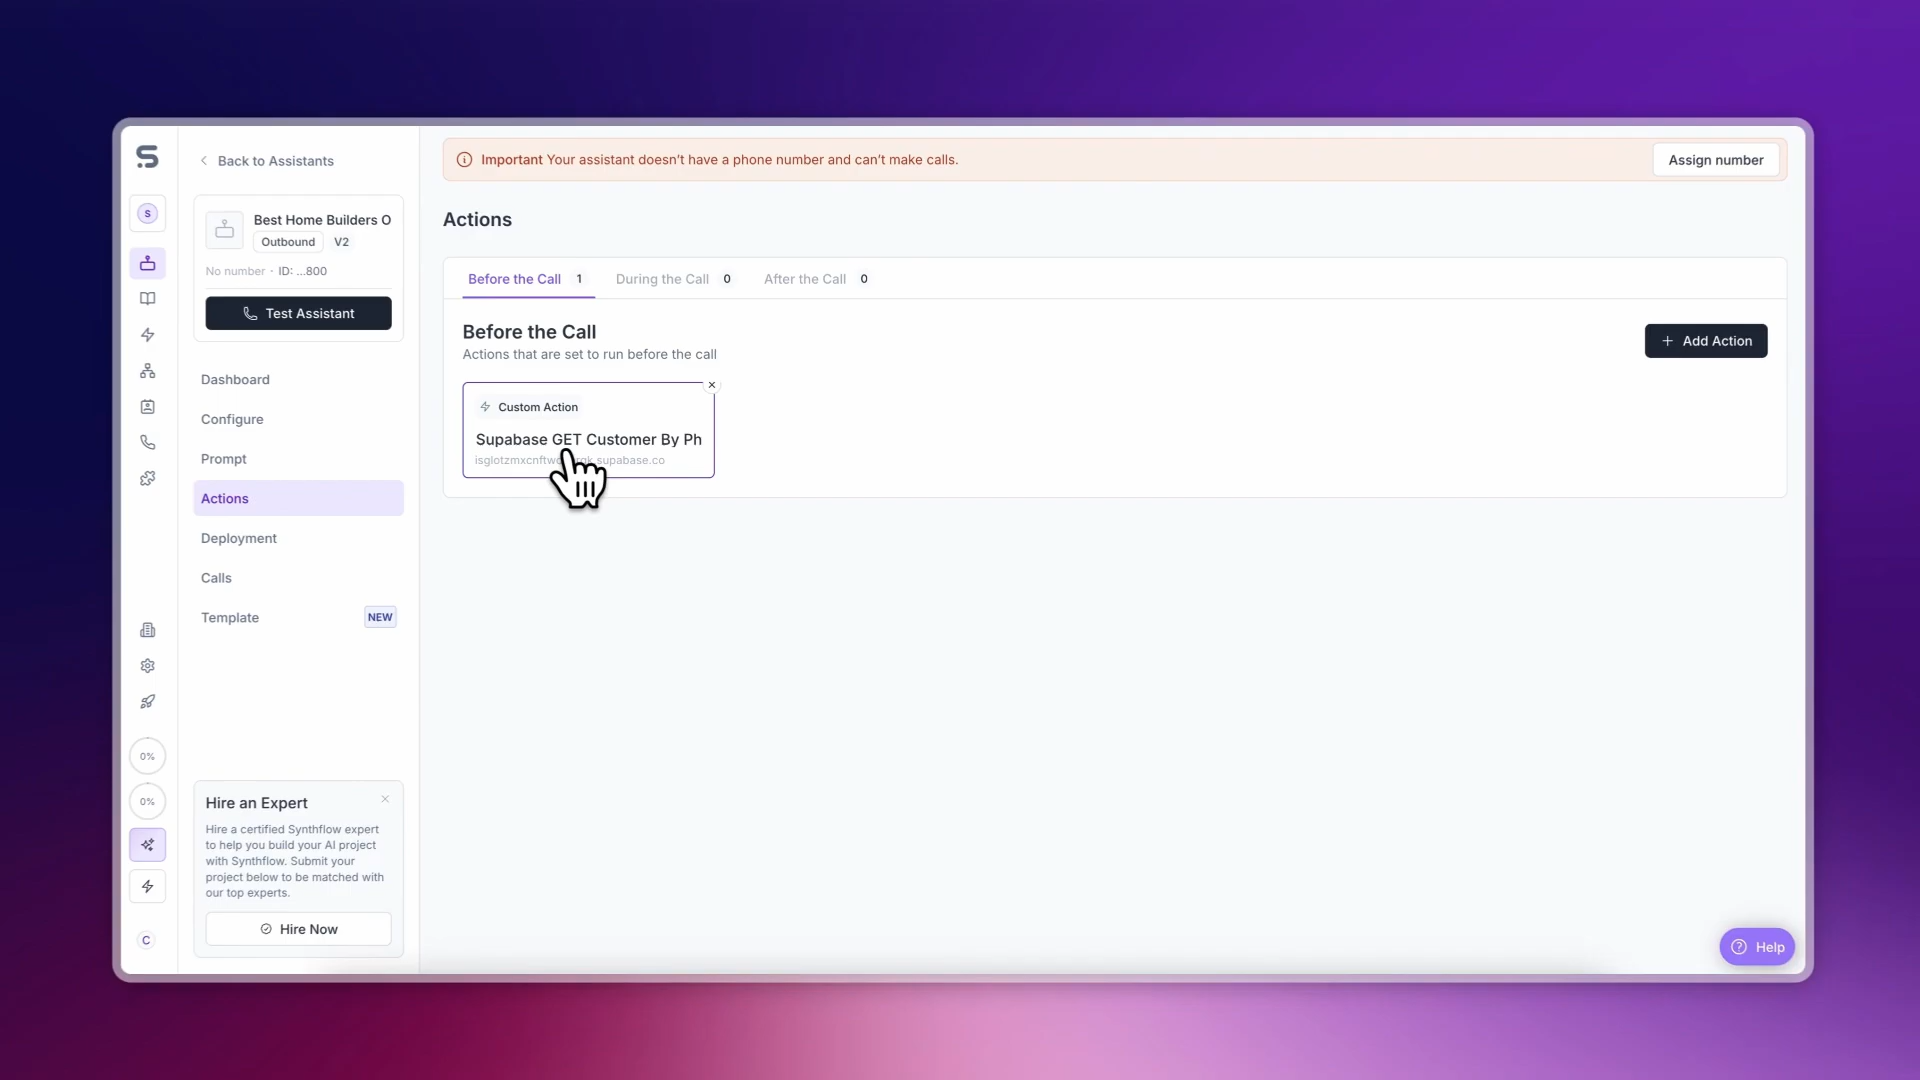 Back to Assistants
S
Best Home Builders O
Outbound V2
No number · ID: ...800
Test Assistant
Dashboard
Configure
Prompt
Actions
Deployment
Calls
Template NEW
0%
0%
C
Hire an Expert
Hire a certified Synthflow expert
to help you build your AI project
with Synthflow. Submit your
project below to be matched with
our top experts.
Hire Now
Important Your assistant doesn't have a phone number and can't make calls.
Assign number
Actions
Before the Call 1 During the Call 0 After the Call 0
Before the Call
Actions that are set to run before the call
+ Add Action
Custom Action
Supabase GET Customer By Ph
supabase.co
Help